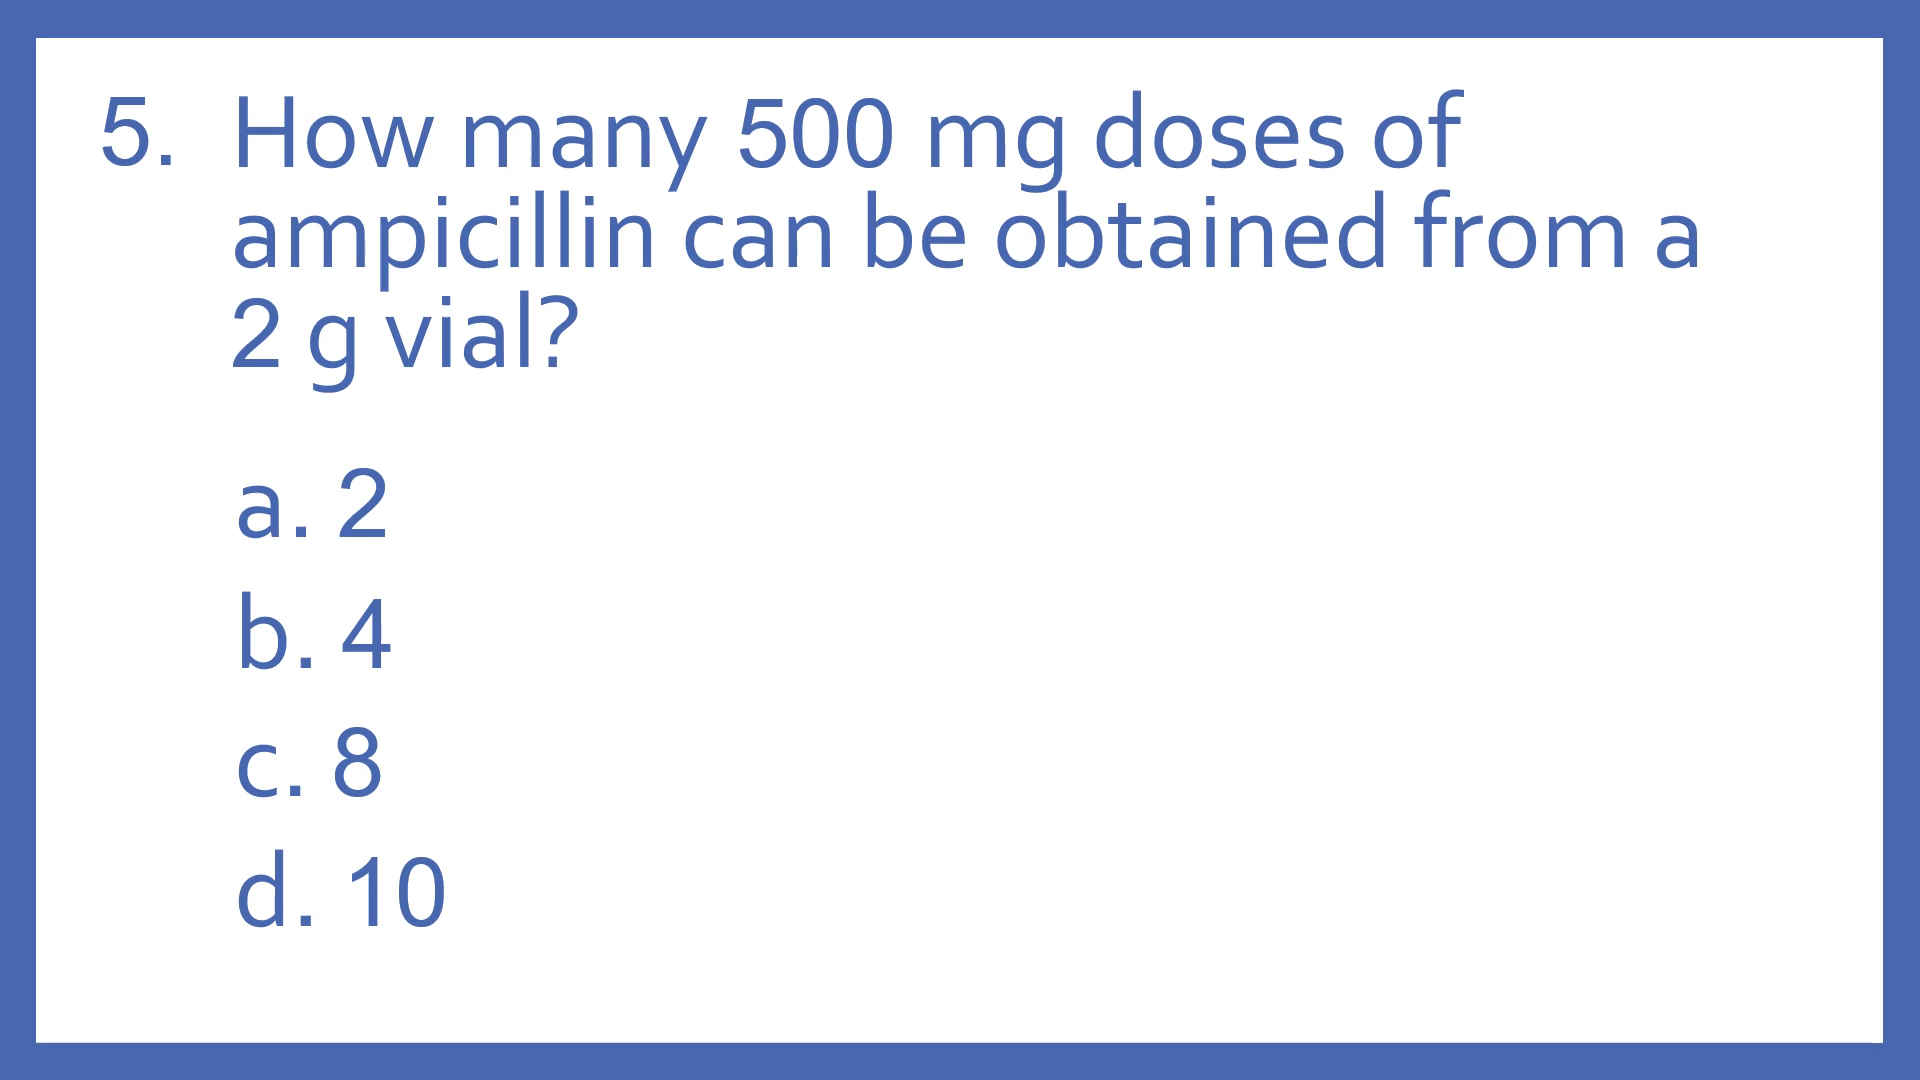 5. How many 500 mg doses of
ampicillin can be obtained from a
2 g vial?
a. 2
b. 4
c. 8
d. 10